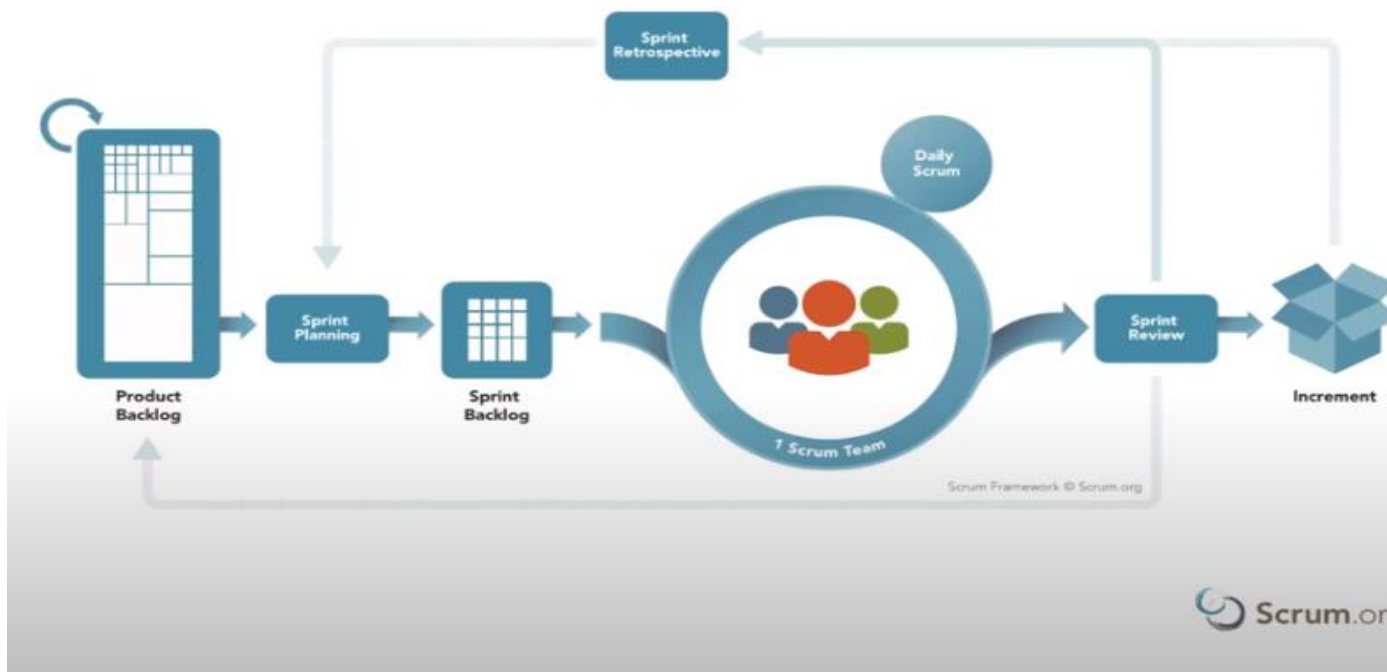 Sprint
Retrospective
Daily
Scrum
Sprint
Planning
Sprint
Review
Product
Backlog
Sprint
Backlog
Increment
1 Scrum Team
Scrum Framework © Scrum.org
Scrum.or